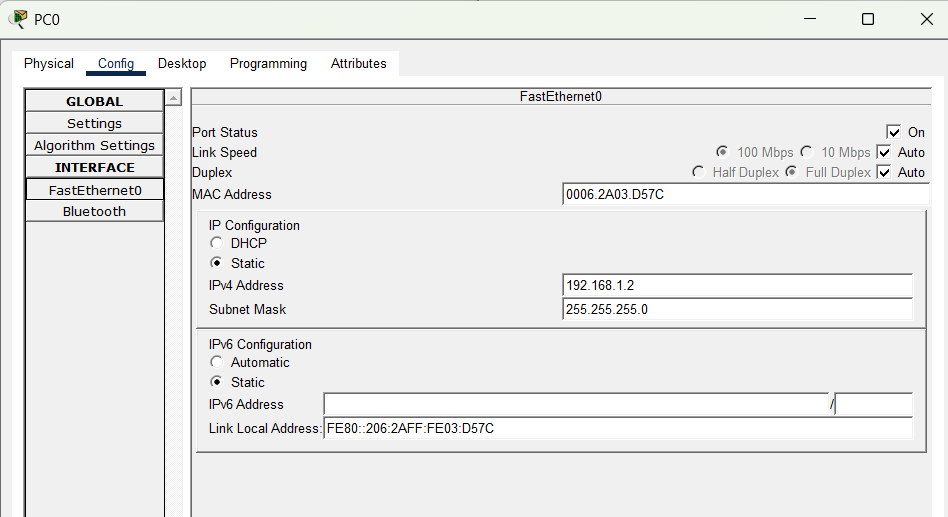 PC0
Physical Config Desktop Programming Attributes
GLOBAL
Settings
Algorithm Settings
INTERFACE
FastEthernet0
Bluetooth
FastEthernet0
Port Status On
Link Speed 100 Mbps 10 Mbps Auto
Duplex Half Duplex Full Duplex Auto
MAC Address 0006.2A03.D57C
IP Configuration
DHCP
Static
IPv4 Address 192.168.1.2
Subnet Mask 255.255.255.0
IPv6 Configuration
Automatic
Static
IPv6 Address /
Link Local Address: FE80::206:2AFF:FE03:D57C